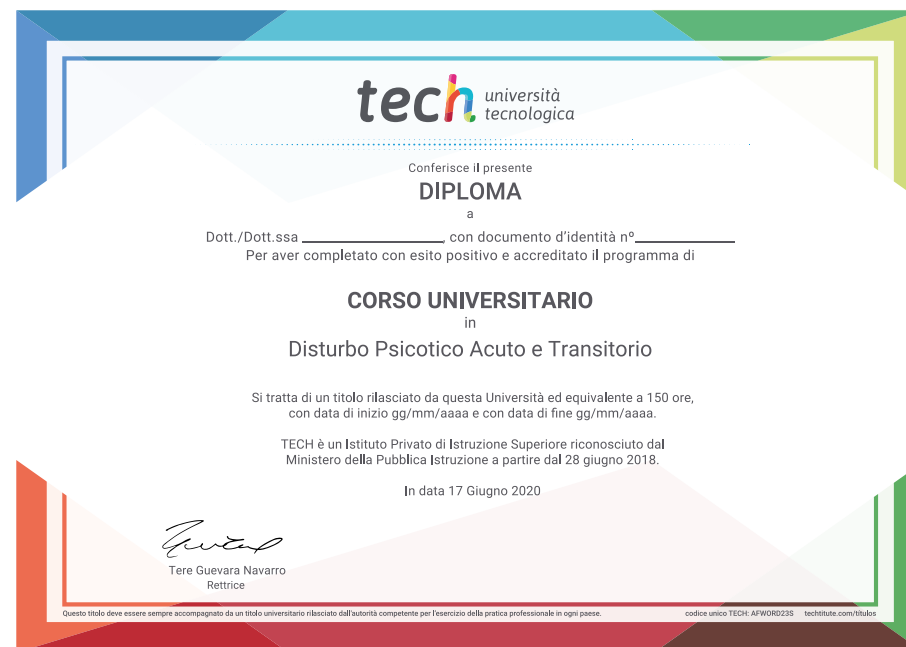 tech università
tecnologica
Conferisce il presente
DIPLOMA
a
Dott./Dott.ssa ____________, con documento d'identità nº____________
Per aver completato con esito positivo e accreditato il programma di
CORSO UNIVERSITARIO
in
Disturbo Psicotico Acuto e Transitorio
Si tratta di un titolo rilasciato da questa Università ed equivalente a 150 ore,
con data di inizio gg/mm/aaaa e con data di fine gg/mm/aaaa.
TECH è un Istituto Privato di Istruzione Superiore riconosciuto dal
Ministero della Pubblica Istruzione a partire dal 28 giugno 2018.
In data 17 Giugno 2020
Tere Guevara Navarro
Rettrice
Questo titolo deve essere sempre accompagnato da un titolo universitario rilasciato dall'autorità competente per l'esercizio della pratica professionale in ogni paese. codice unico TECH: AFWORD23S techtitute.com/titulos